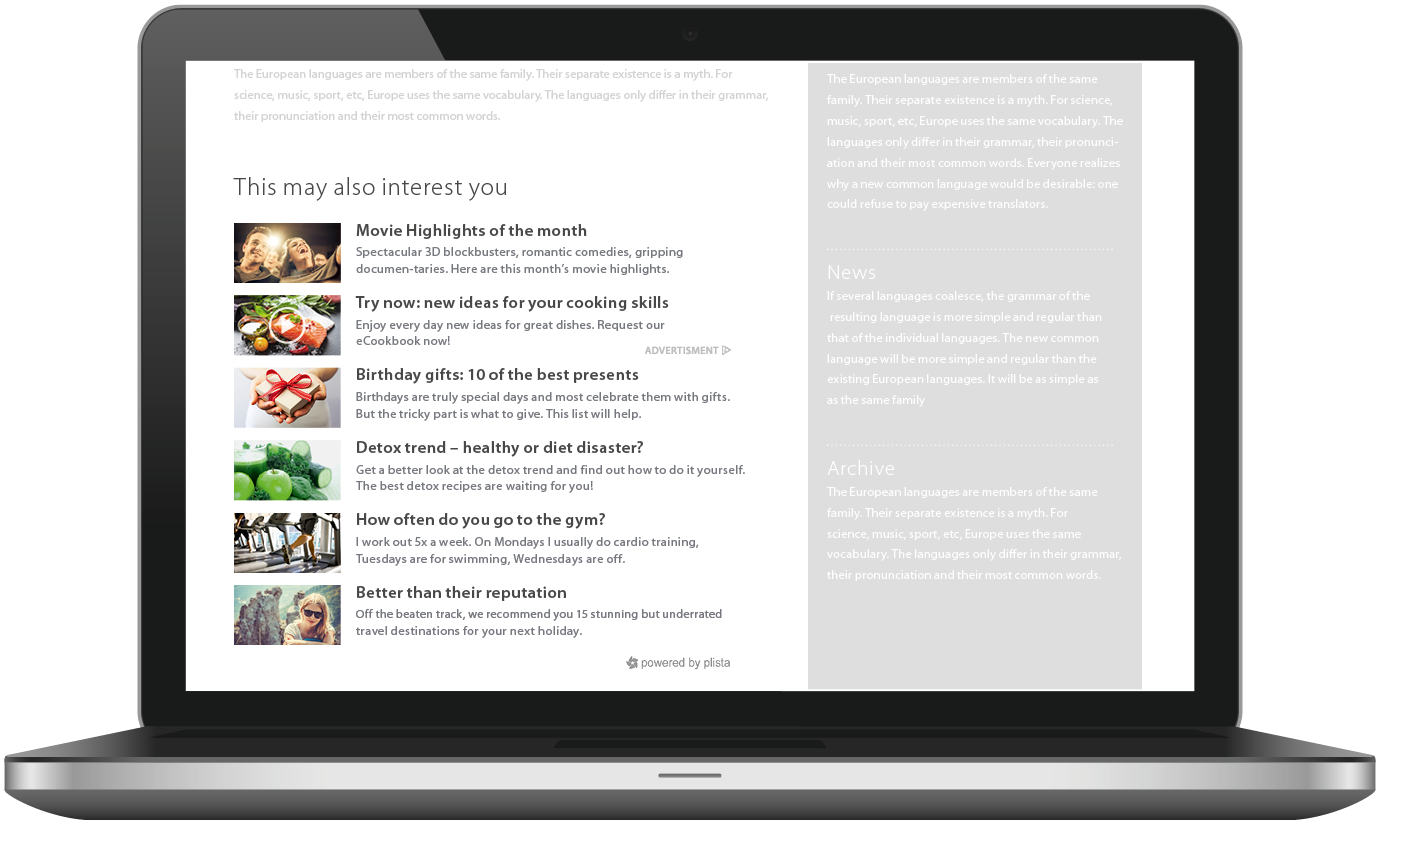 The European languages are members of the same family. Their separate existence is a myth. For
science, music, sport, etc, Europe uses the same vocabulary. The languages only differ in their grammar,
their pronunciation and their most common words.
This may also interest you
Movie Highlights of the month
Spectacular 3D blockbusters, romantic comedies, gripping
documen-taries. Here are this month's movie highlights.
Try now: new ideas for your cooking skills
Enjoy every day new ideas for great dishes. Request our
eCookbook now!
ADVERTISMENT
Birthday gifts: 10 of the best presents
Birthdays are truly special days and most celebrate them with gifts.
But the tricky part is what to give. This list will help.
Detox trend – healthy or diet disaster?
Get a better look at the detox trend and find out how to do it yourself.
The best detox recipes are waiting for you!
How often do you go to the gym?
I work out 5x a week. On Mondays I usually do cardio training,
Tuesdays are for swimming, Wednesdays are off.
Better than their reputation
Off the beaten track, we recommend you 15 stunning but underrated
travel destinations for your next holiday.
powered by plista
The European languages are members of the same
family. Their separate existence is a myth. For science,
music, sport, etc, Europe uses the same vocabulary. The
languages only differ in their grammar, their pronunci-
ation and their most common words. Everyone realizes
why a new common language would be desirable: one
could refuse to pay expensive translators.
News
If several languages coalesce, the grammar of the
resulting language is more simple and regular than
that of the individual languages. The new common
language will be more simple and regular than the
existing European languages. It will be as simple as
as the same family
Archive
The European languages are members of the same
family. Their separate existence is a myth. For
science, music, sport, etc, Europe uses the same
vocabulary. The languages only differ in their grammar,
their pronunciation and their most common words.